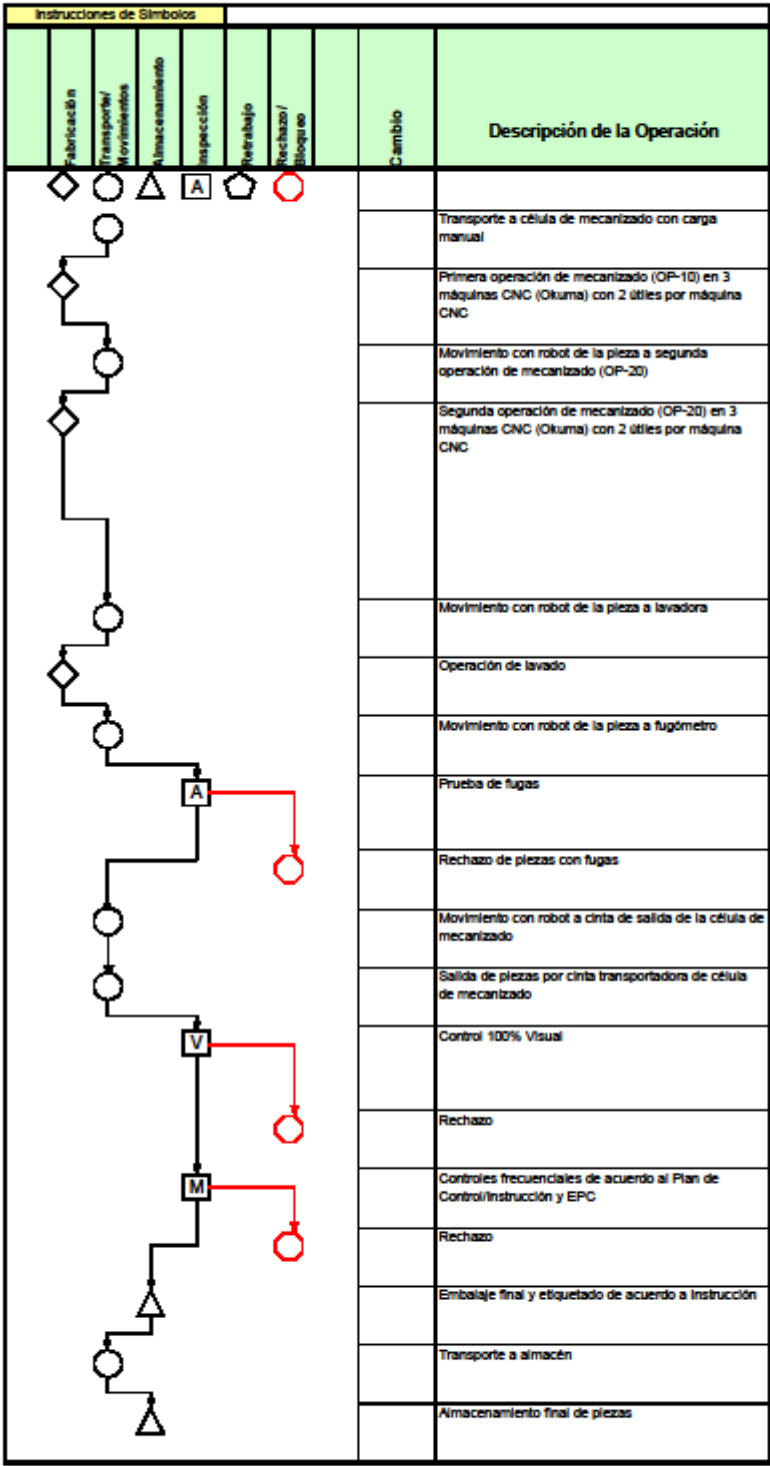 Instrucciones de Símbolos
Fabricación
Transporte/
Movimientos
Almacenamiento
Inspección
Retrabajo
Rechazo/
Bloqueo
Cambio
Descripción de la Operación
A
Transporte a célula de mecanizado con carga
manual
Primera operación de mecanizado (OP-10) en 3
máquinas CNC (Okuma) con 2 útiles por máquina
CNC
Movimiento con robot de la pieza a segunda
operación de mecanizado (OP-20)
Segunda operación de mecanizado (OP-20) en 3
máquinas CNC (Okuma) con 2 útiles por máquina
CNC
Movimiento con robot de la pieza a lavadora
Operación de lavado
Movimiento con robot de la pieza a fugómetro
A
Prueba de fugas
Rechazo de piezas con fugas
Movimiento con robot a cinta de salida de la célula de
mecanizado
Salida de piezas por cinta transportadora de célula
de mecanizado
V
Control 100% Visual
Rechazo
M
Controles frecuenciales de acuerdo al Plan de
Control/Instrucción y EPC
Rechazo
Embalaje final y etiquetado de acuerdo a Instrucción
Transporte a almacén
Almacenamiento final de piezas